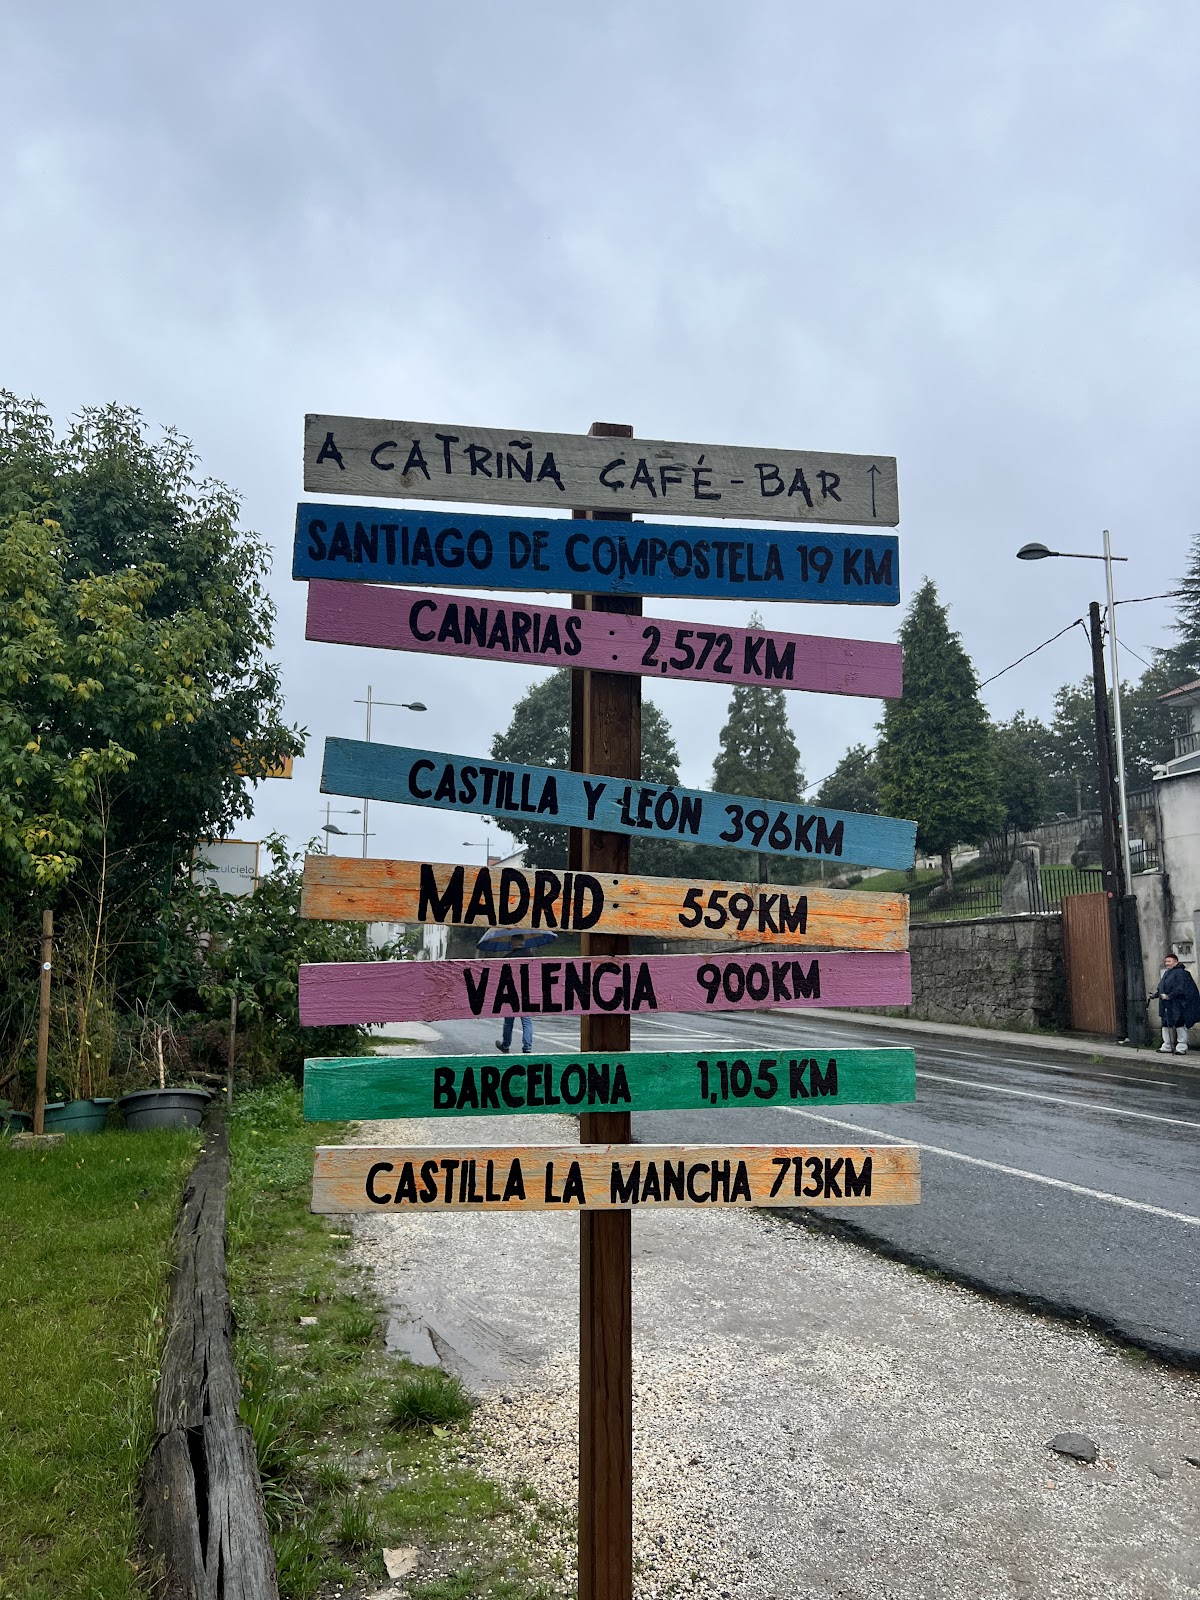 A CATRIÑA CAFÉ-BAR ↑
SANTIAGO DE COMPOSTELA 19 KM
CANARIAS : 2,572 KM
CASTILLA Y LEÓN 396KM
MADRID: 559KM
VALENCIA 900KM
BARCELONA 1,105 KM
CASTILLA LA MANCHA 713KM